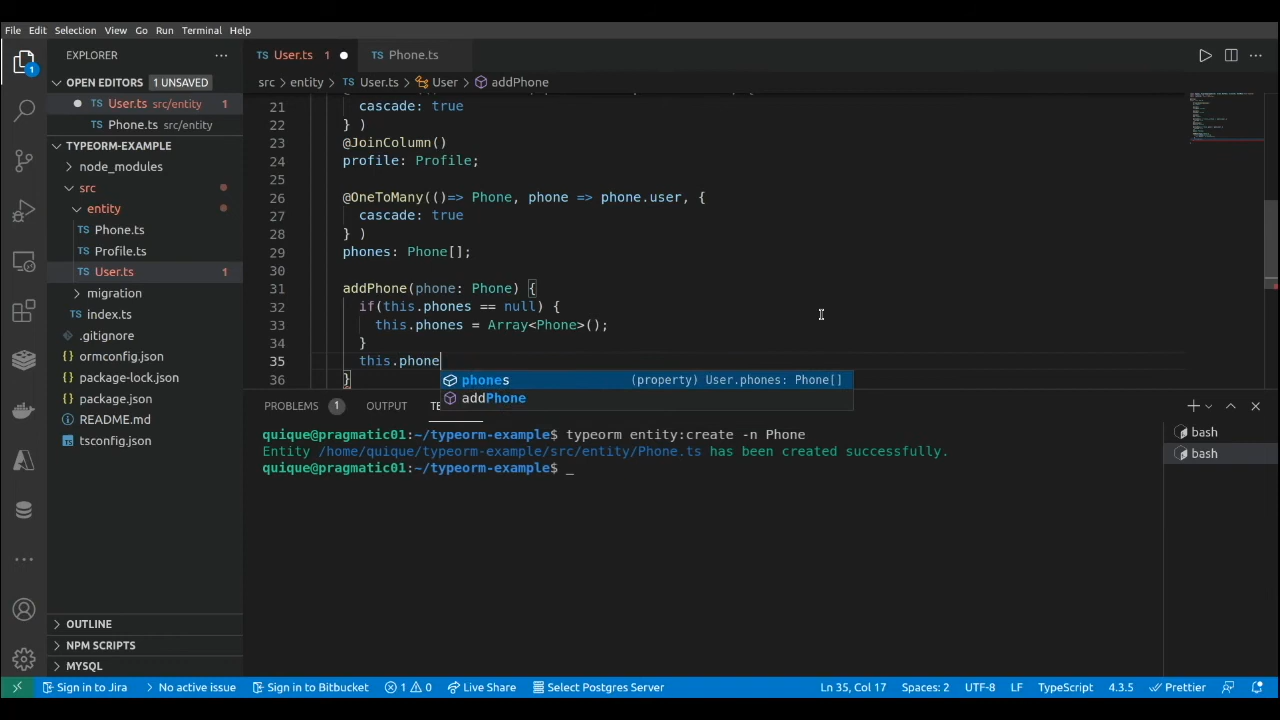 File Edit Selection View Go Run Terminal Help
EXPLORER
OPEN EDITORS 1 UNSAVED
User.ts src/entity 1
Phone.ts src/entity
TYPEORM-EXAMPLE
node_modules
src
entity
Phone.ts
Profile.ts
User.ts 1
migration
index.ts
.gitignore
ormconfig.json
package-lock.json
package.json
README.md
tsconfig.json
OUTLINE
NPM SCRIPTS
MYSQL
1
TS User.ts 1
TS Phone.ts
src > entity > TS User.ts > User > addPhone
21 cascade: true
22 } )
23 @JoinColumn()
24 profile: Profile;
25
26 @OneToMany(()=> Phone, phone => phone.user, {
27 cascade: true
28 } )
29 phones: Phone[];
30
31 addPhone(phone: Phone) {
32 if(this.phones == null) {
33 this.phones = Array<Phone>();
34 }
35 this.phone
36 }
phones (property) User.phones: Phone[]
addPhone
PROBLEMS 1 OUTPUT TE
quique@pragmatic01:~/typeorm-example$ typeorm entity:create -n Phone
Entity /home/quique/typeorm-example/src/entity/Phone.ts has been created successfully.
quique@pragmatic01:~/typeorm-example$ _
bash
bash
Sign in to Jira No active issue Sign in to Bitbucket 1 0 Live Share Select Postgres Server Ln 35, Col 17 Spaces: 2 UTF-8 LF TypeScript 4.3.5 Prettier